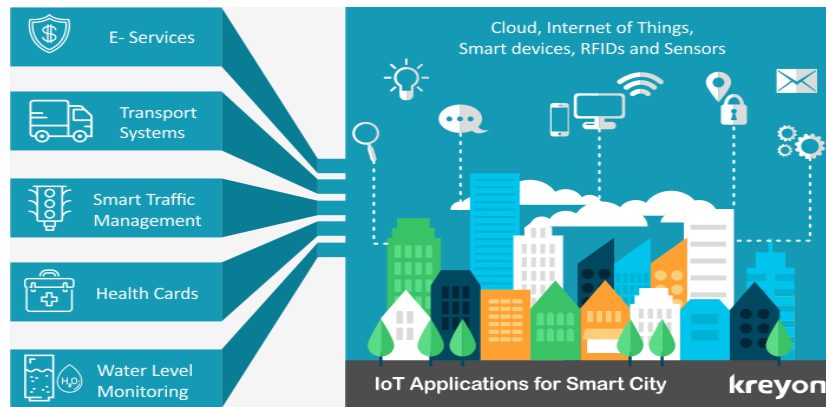 E- Services
Transport
Systems
Smart Traffic
Management
Health Cards
Water Level
Monitoring
H₂O
Cloud, Internet of Things,
Smart devices, RFIDs and Sensors
IoT Applications for Smart City
kreyon